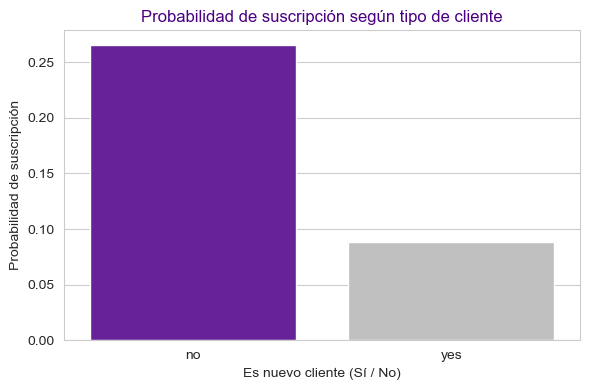 Probabilidad de suscripción según tipo de cliente
Probabilidad de suscripción
0.25
0.20
0.15
0.10
0.05
0.00
no
yes
Es nuevo cliente (Sí / No)